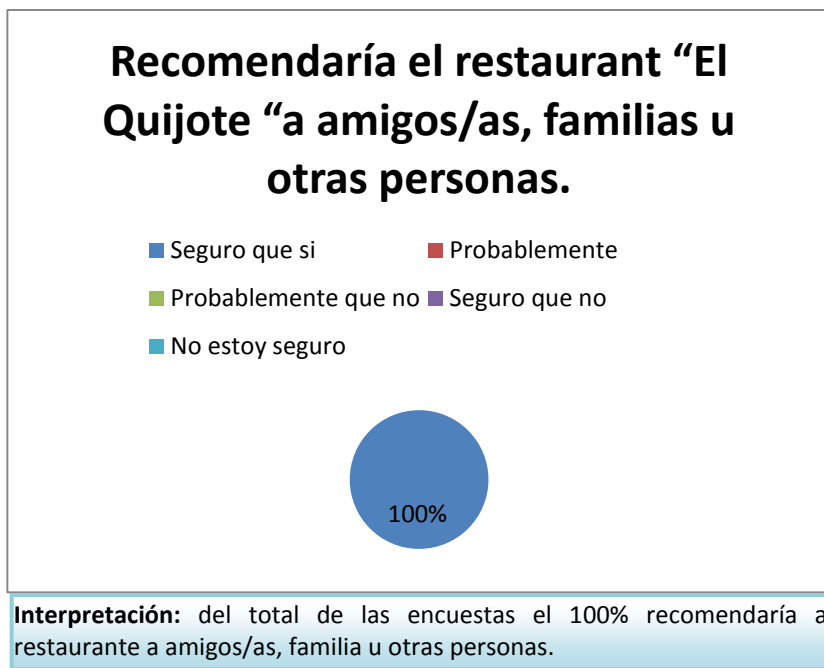 Recomendaría el restaurant “El
Quijote “a amigos/as, familias u
otras personas.
Seguro que si Probablemente
Probablemente que no Seguro que no
No estoy seguro
100%
Interpretación: del total de las encuestas el 100% recomendaría a
restaurante a amigos/as, familia u otras personas.